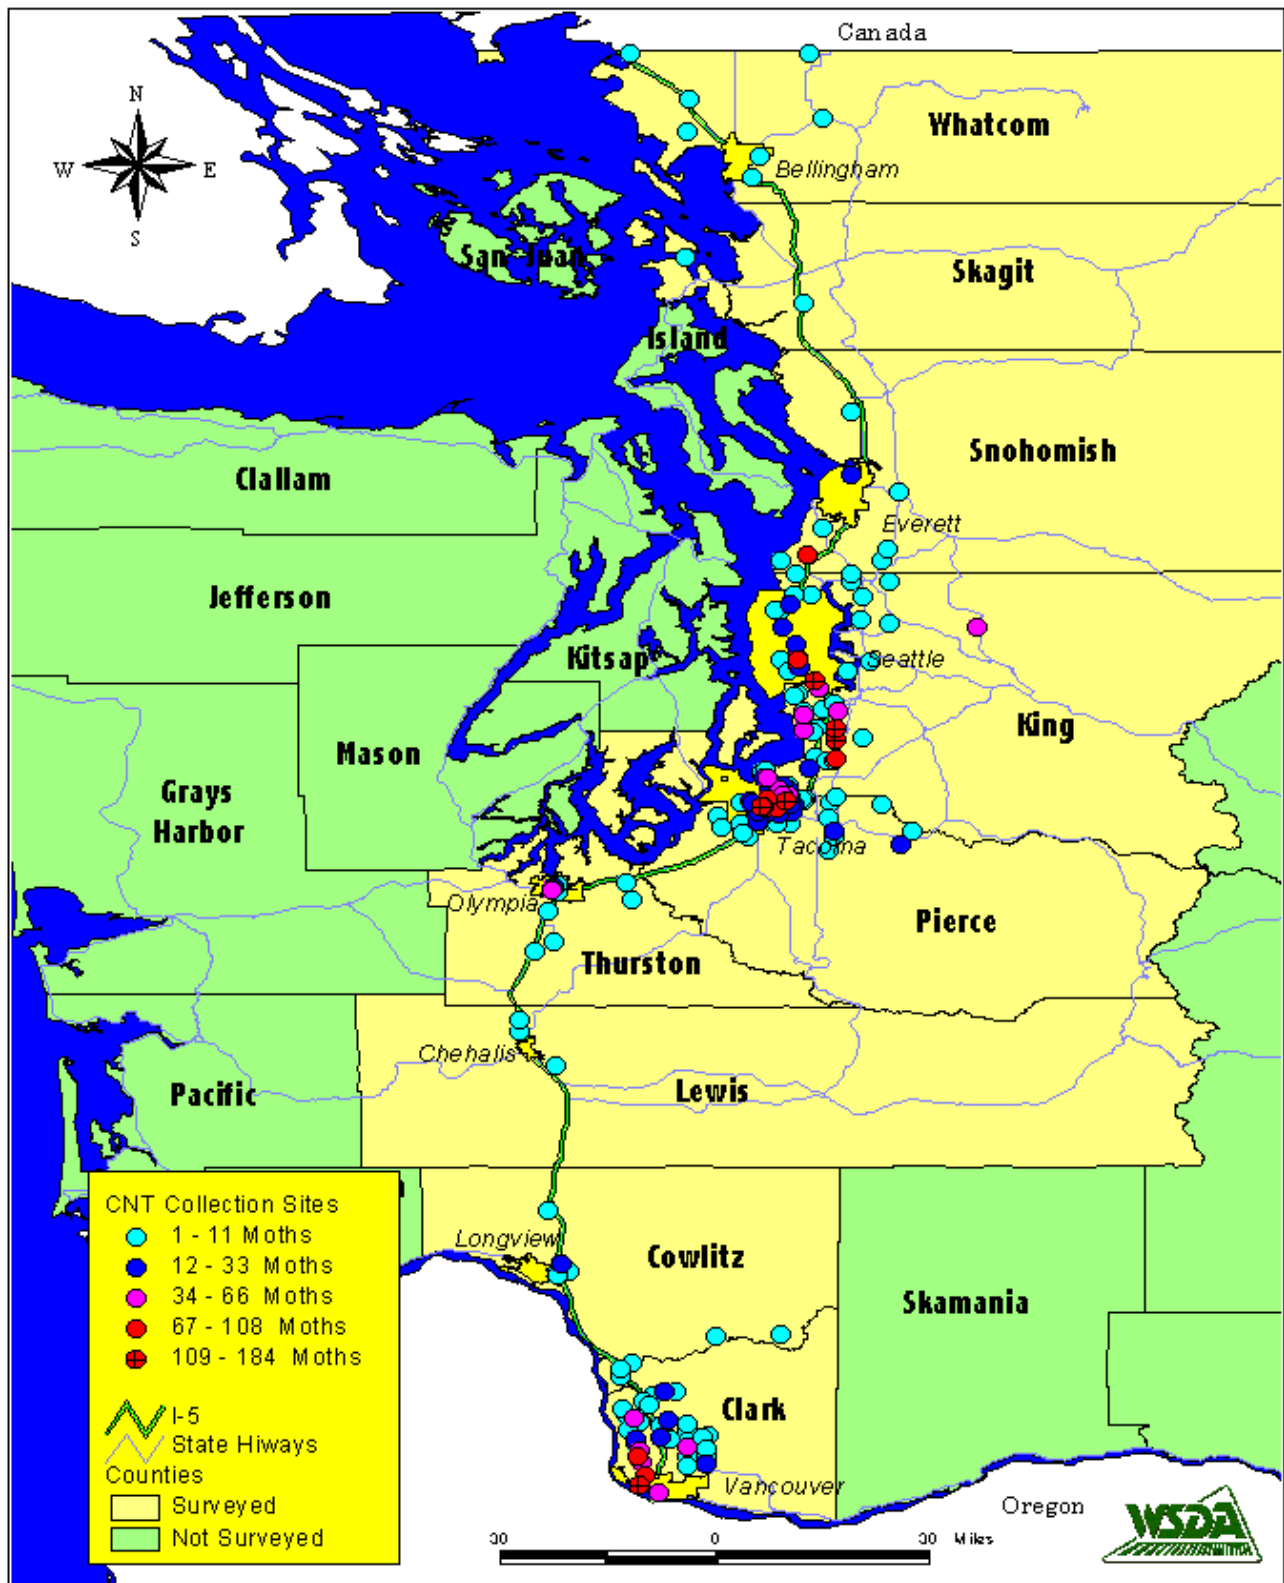 Canada
N
W E
S
Whatcom
Bellingham
San Juan
Skagit
Island
Snohomish
Clallam
Everett
Jefferson
Kitsap
Seattle
King
Mason
Grays
Harbor
Tacoma
Olympia
Pierce
Thurston
Chehalis
Lewis
Pacific
CNT Collection Sites
1 - 11 Moths
12 - 33 Moths
34 - 66 Moths
67 - 108 Moths
109 - 184 Moths
I-5
State Hiways
Counties
Surveyed
Not Surveyed
Longview
Cowlitz
Skamania
Clark
Vancouver
Oregon
30 0 30 Miles
WSDA